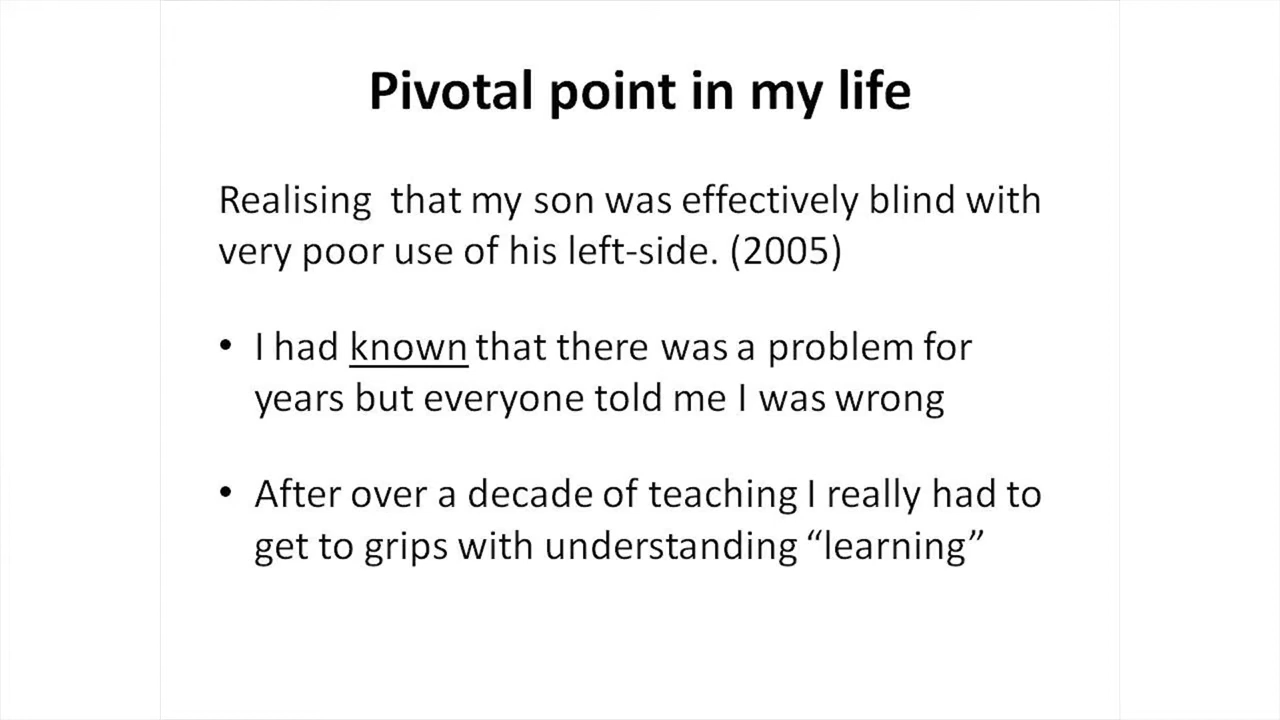 Pivotal point in my life
Realising  that my son was effectively blind with
very poor use of his left-side. (2005)
• I had known that there was a problem for
years but everyone told me I was wrong
• After over a decade of teaching I really had to
get to grips with understanding “learning”